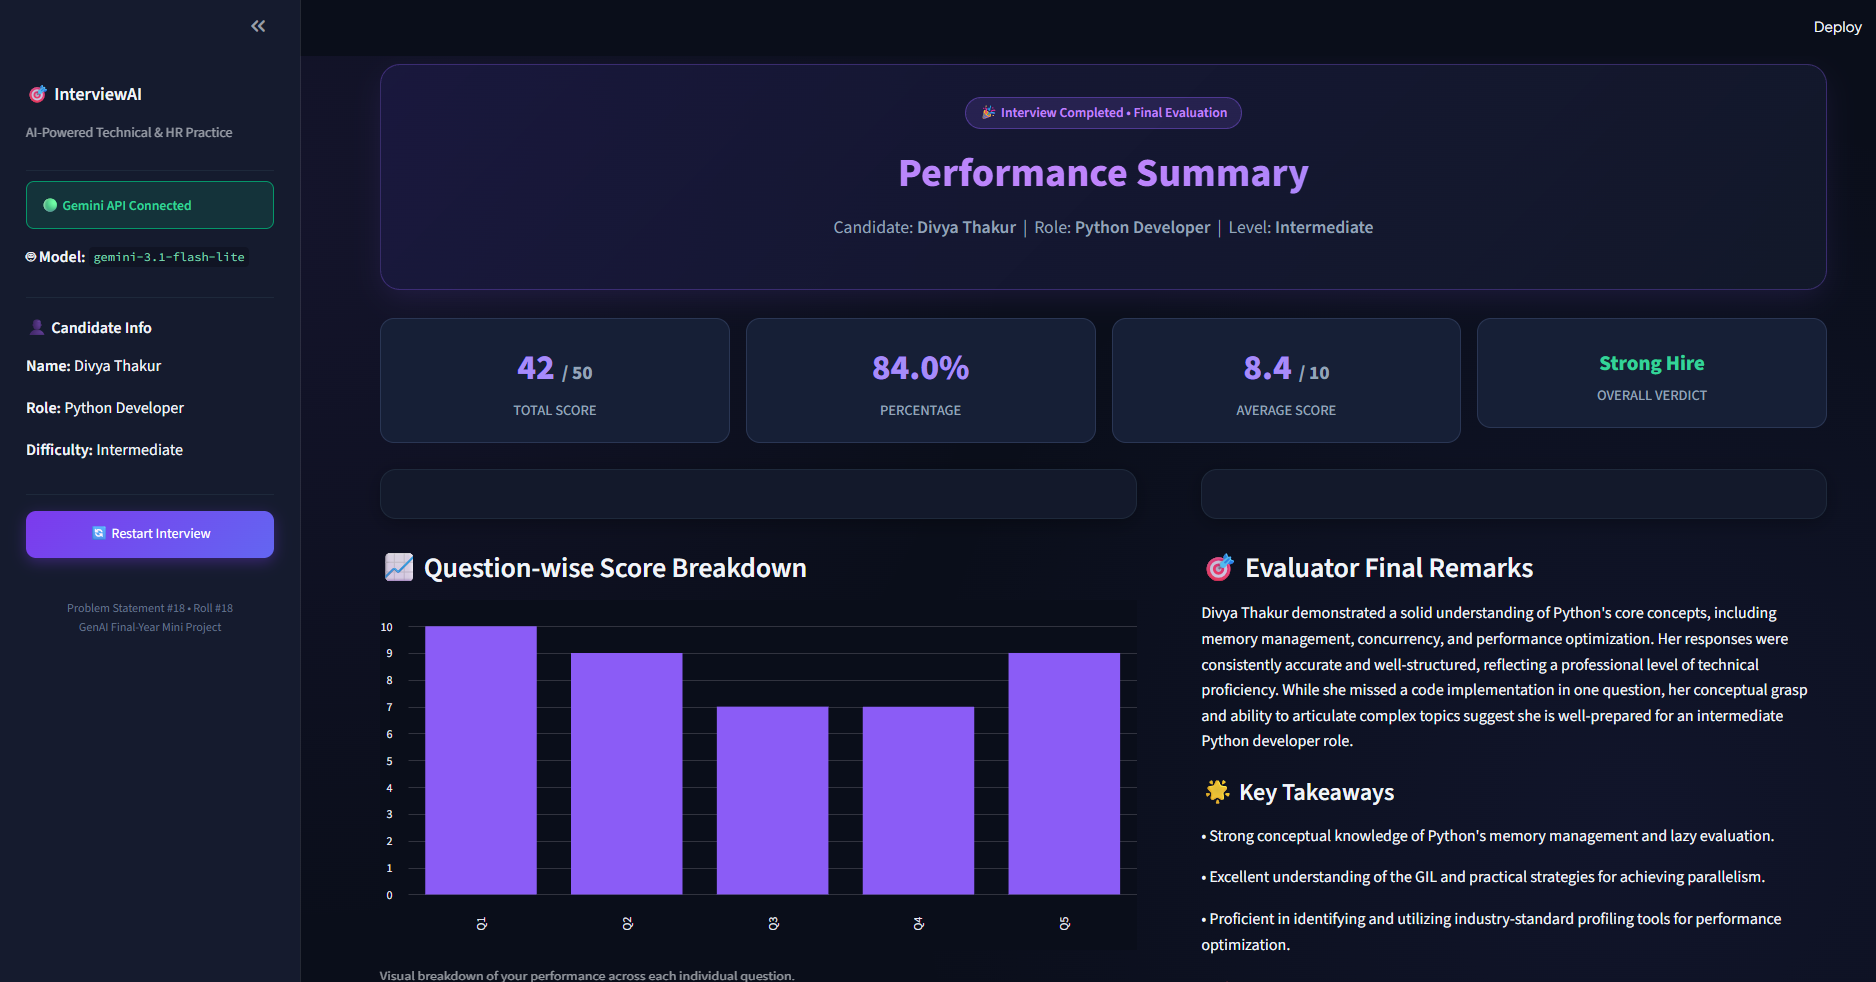 Deploy
InterviewAI
AI-Powered Technical & HR Practice
Gemini API Connected
Model: gemini-3.1-flash-lite
Candidate Info
Name: Divya Thakur
Role: Python Developer
Difficulty: Intermediate
Restart Interview
Problem Statement #18 • Roll #18
GenAI Final-Year Mini Project
Interview Completed • Final Evaluation
Performance Summary
Candidate: Divya Thakur | Role: Python Developer | Level: Intermediate
42 / 50
TOTAL SCORE
84.0%
PERCENTAGE
8.4 / 10
AVERAGE SCORE
Strong Hire
OVERALL VERDICT
Question-wise Score Breakdown
10
9
8
7
6
5
4
3
2
1
0
Q1
Q2
Q3
Q4
Q5
Visual breakdown of your performance across each individual question.
Evaluator Final Remarks
Divya Thakur demonstrated a solid understanding of Python's core concepts, including
memory management, concurrency, and performance optimization. Her responses were
consistently accurate and well-structured, reflecting a professional level of technical
proficiency. While she missed a code implementation in one question, her conceptual grasp
and ability to articulate complex topics suggest she is well-prepared for an intermediate
Python developer role.
Key Takeaways
• Strong conceptual knowledge of Python's memory management and lazy evaluation.
• Excellent understanding of the GIL and practical strategies for achieving parallelism.
• Proficient in identifying and utilizing industry-standard profiling tools for performance
optimization.